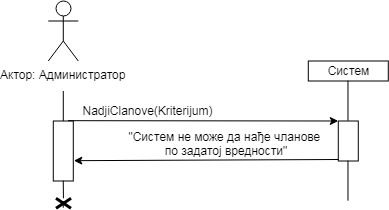 Актор: Администратор
Систем
NadjiClanove(Kriterijum)
"Систем не може да нађе чланове
по задатој вредности"